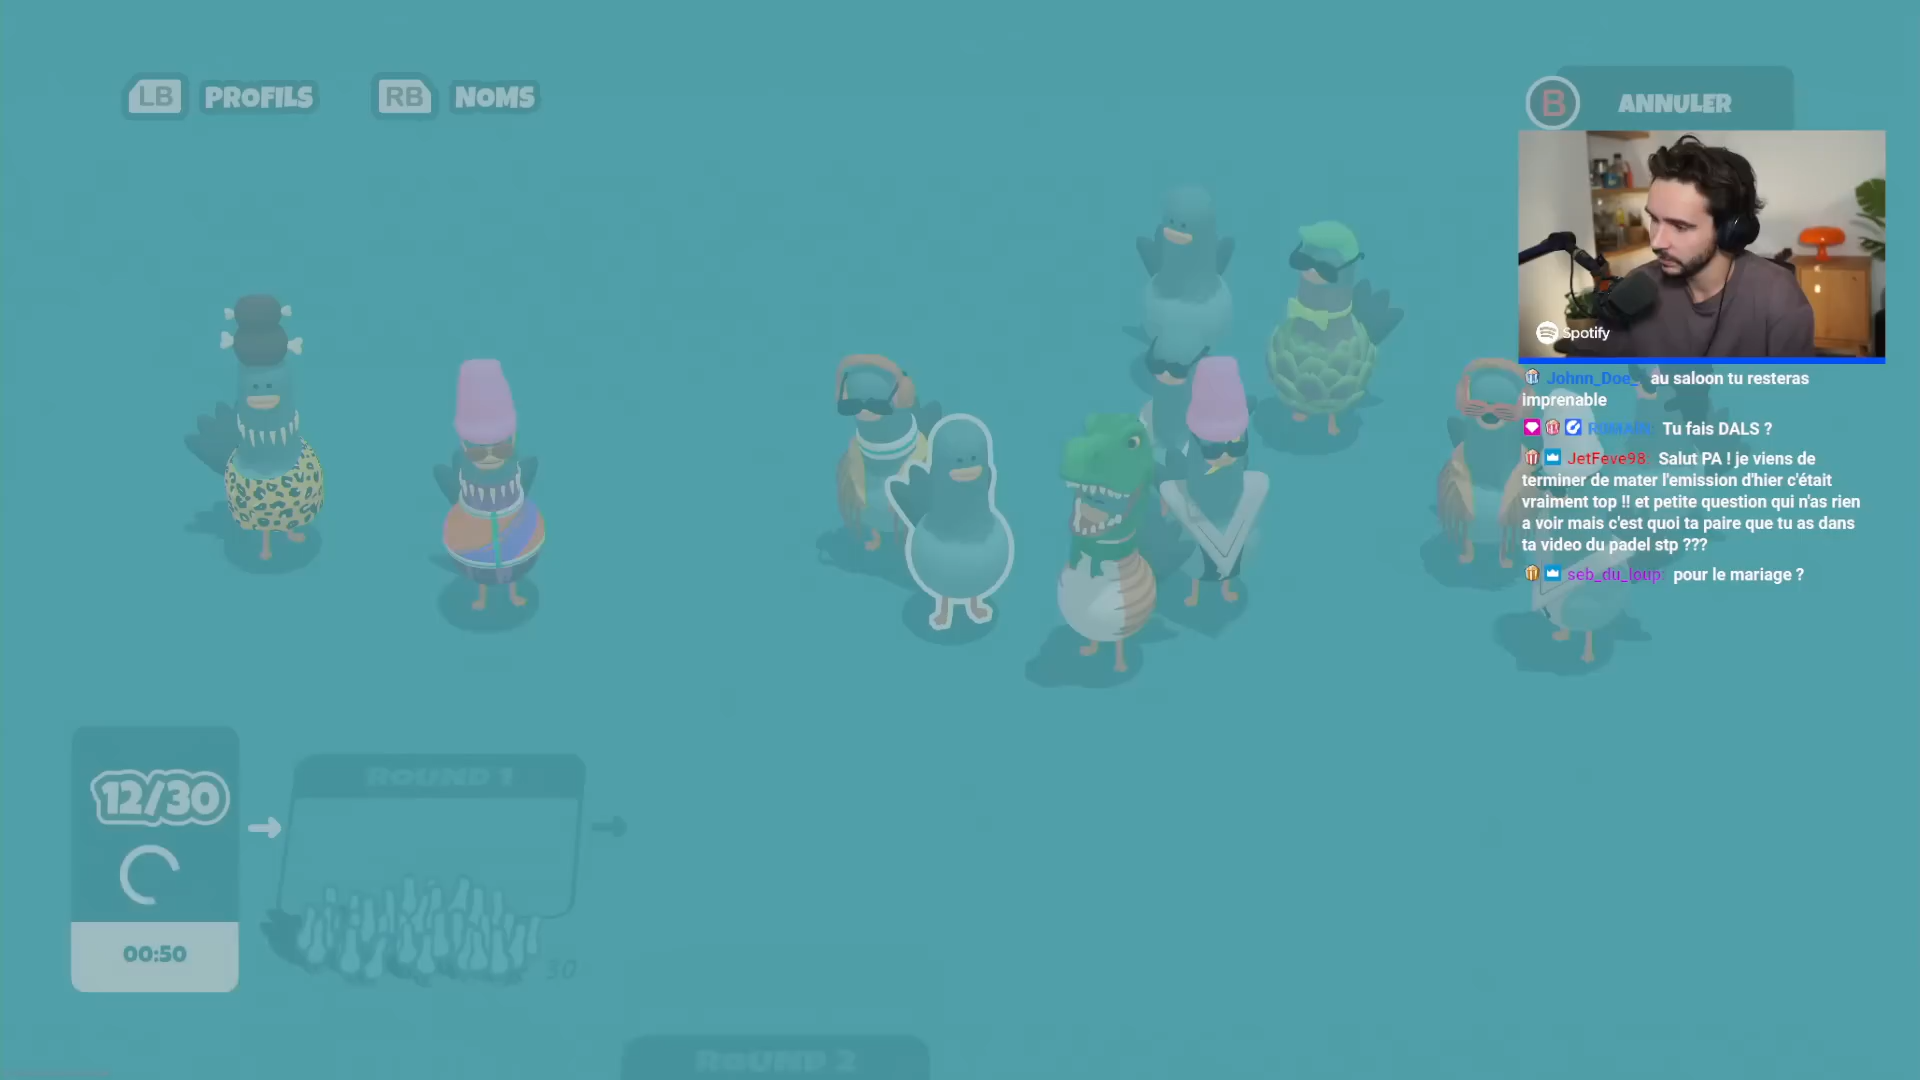 LB PROFILS RB NOMS
B ANNULER
Spotify
Johnn_Doe_ au saloon tu resteras
imprenable
Tu fais DALS ?
JetFeve98: Salut PA ! je viens de
terminer de mater l'emission d'hier c'était
vraiment top !! et petite question qui n'as rien
a voir mais c'est quoi ta paire que tu as dans
ta video du padel stp ???
seb_du_loup: pour le mariage ?
ROUND 1
12/30
00:50
30
ROUND 2